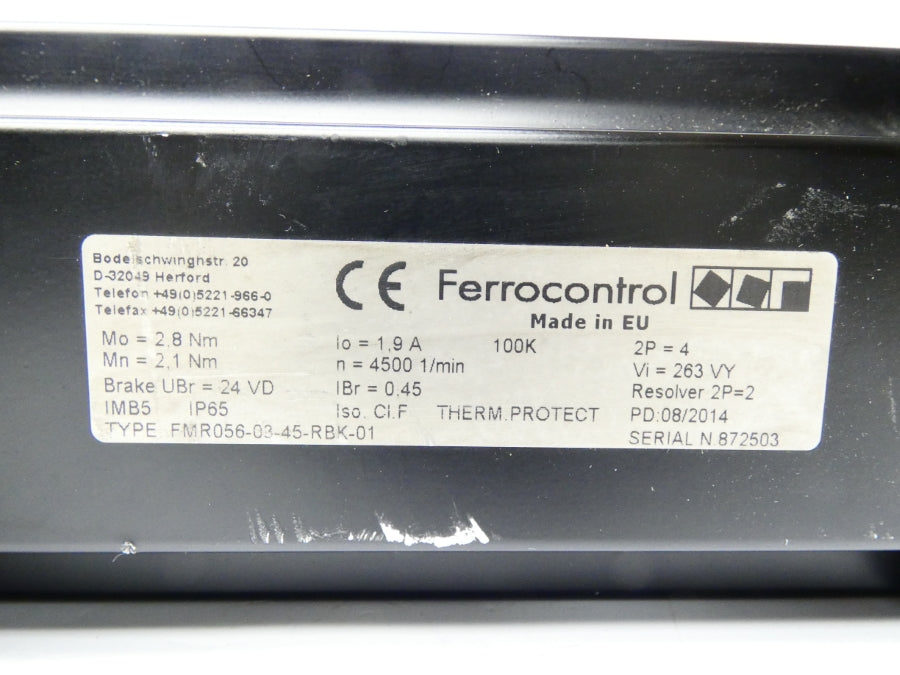 Bodelschwinghstr. 20
D-32049 Herford
Telefon +49(0)5221-966-0
Telefax +49(0)5221-66347
CE Ferrocontrol
Made in EU
Mo = 2,8 Nm Io = 1,9 A 100K 2P = 4
Mn = 2,1 Nm n = 4500 1/min Vi = 263 VY
Brake UBr = 24 VD IBr = 0,45 Resolver 2P=2
IMB5 IP65 Iso. Cl.F THERM.PROTECT PD:08/2014
TYPE FMR056-03-45-RBK-01 SERIAL N.872503